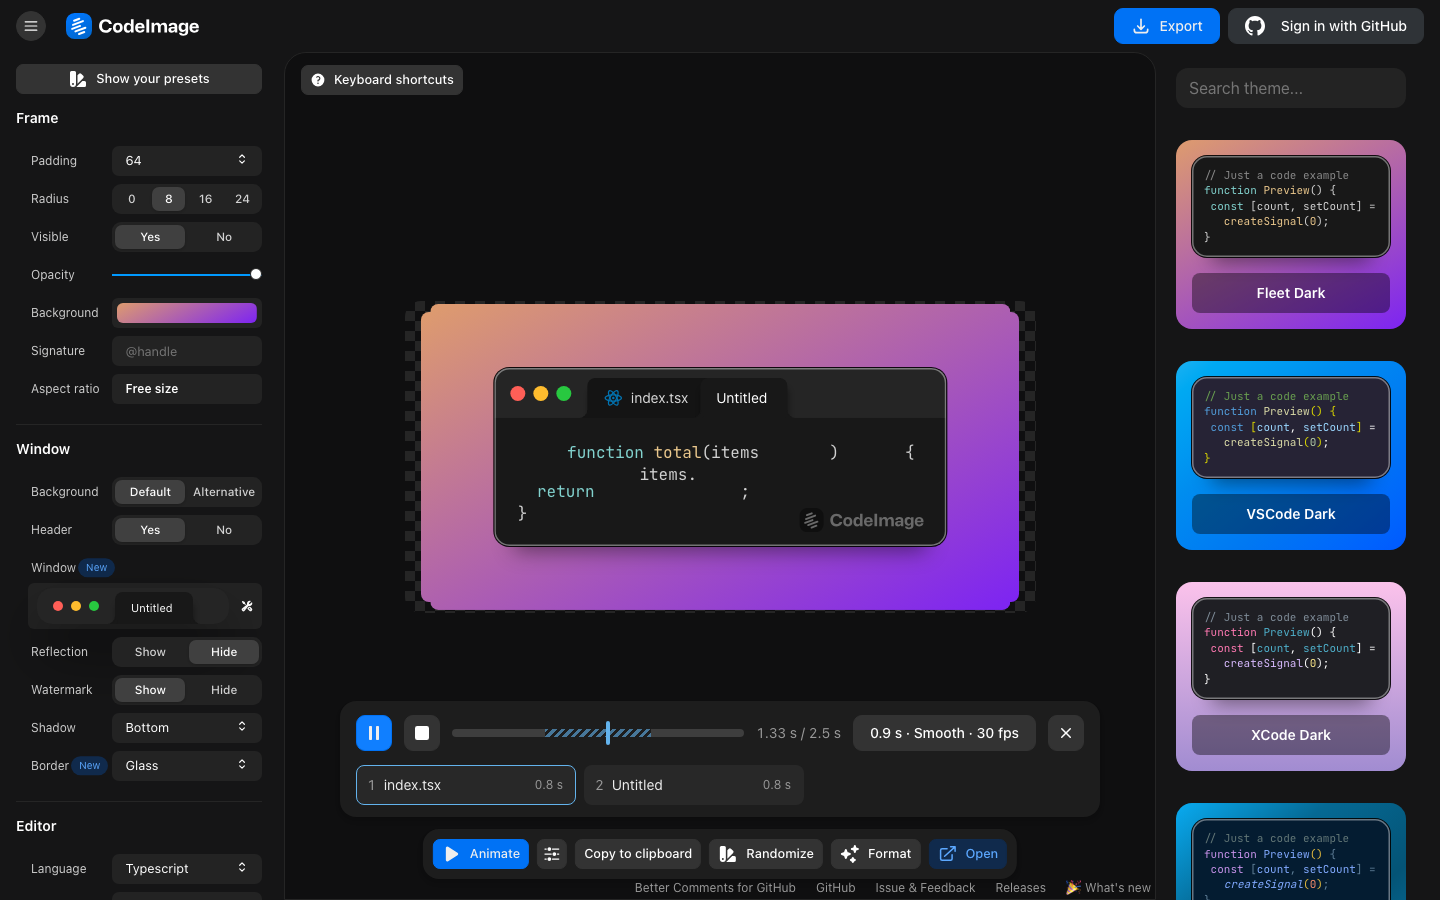 CodeImage
Export
Sign in with GitHub
Show your presets
Keyboard shortcuts
Search theme...
Frame
Padding
64
Radius
0 8 16 24
Visible
Yes No
Opacity
Background
Signature
@handle
Aspect ratio
Free size
Window
Background
Default Alternative
Header
Yes No
Window New
Untitled
Reflection
Show Hide
Watermark
Show Hide
Shadow
Bottom
Border New
Glass
Editor
Language
Typescript
index.tsx Untitled
function total(items ) {
items.
return ;
}
CodeImage
1.33 s / 2.5 s
0.9 s · Smooth · 30 fps
1 index.tsx 0.8 s
2 Untitled 0.8 s
Animate
Copy to clipboard
Randomize
Format
Open
Better Comments for GitHub
GitHub
Issue & Feedback
Releases
What's new
// Just a code example
function Preview() {
const [count, setCount] =
createSignal(0);
}
Fleet Dark
// Just a code example
function Preview() {
const [count, setCount] =
createSignal(0);
}
VSCode Dark
// Just a code example
function Preview() {
const [count, setCount] =
createSignal(0);
}
XCode Dark
// Just a code example
function Preview() {
const [count, setCount] =
createSignal(0);
}